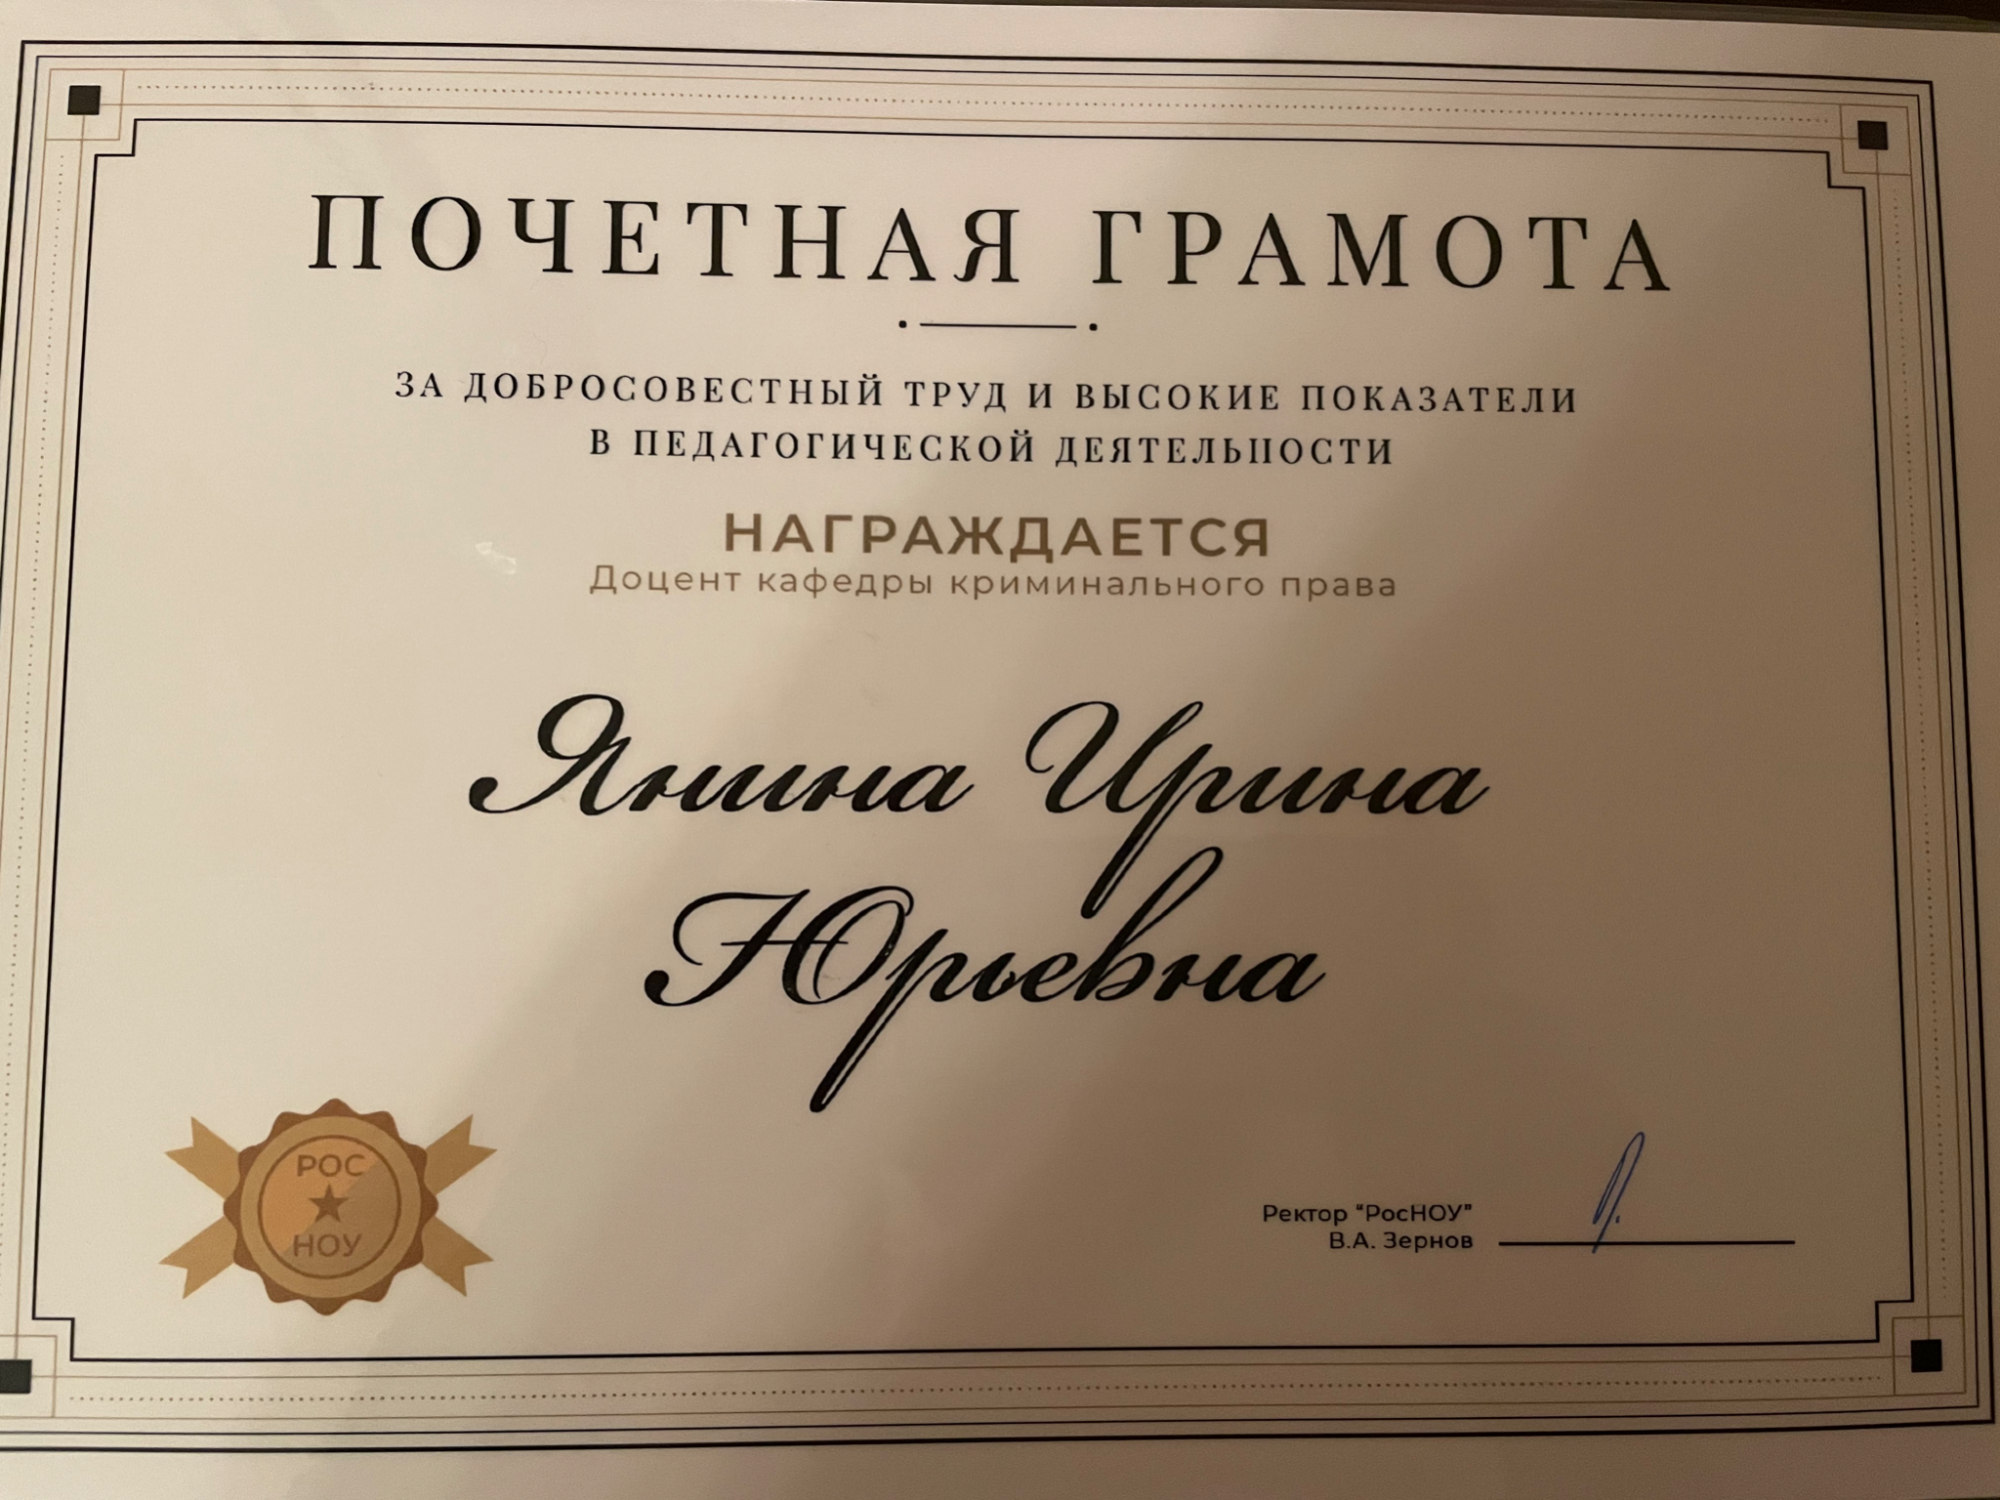 ПОЧЕТНАЯ ГРАМОТА
ЗА ДОБРОСОВЕСТНЫЙ ТРУД И ВЫСОКИЕ ПОКАЗАТЕЛИ
В ПЕДАГОГИЧЕСКОЙ ДЕЯТЕЛЬНОСТИ
НАГРАЖДАЕТСЯ
Доцент кафедры криминального права
Янина Ирина
Юрьевна
РОС
НОУ
Ректор "РосНОУ"
В.А. Зернов